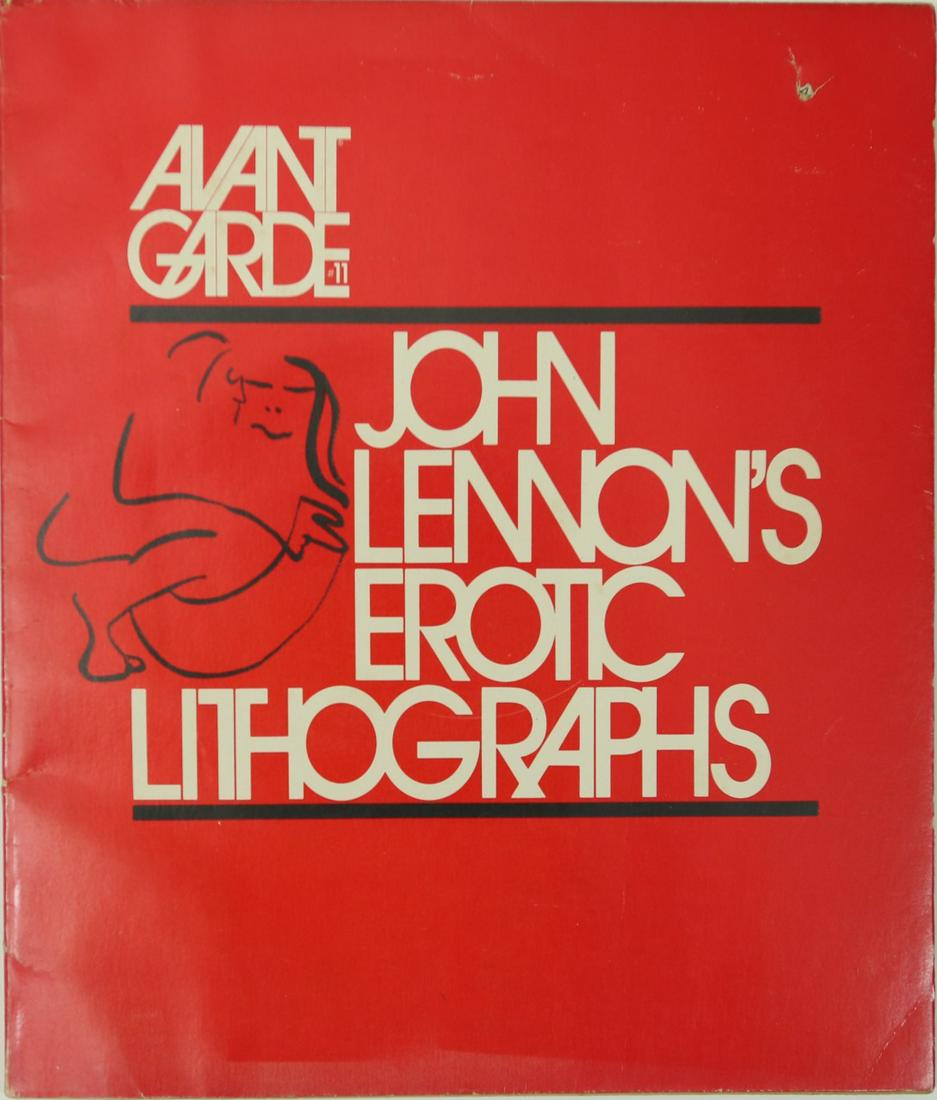 AVANT
GARDE #11
JOHN
LENNON'S
EROTIC
LITHOGRAPHS